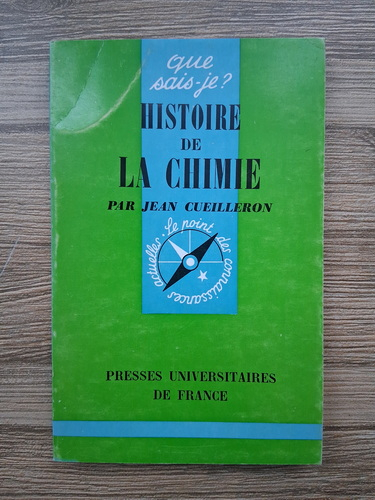 que
sais-je?
HISTOIRE
DE
LA CHIMIE
PAR JEAN CUEILLERON
Le point des connaissances actuelles
PRESSES UNIVERSITAIRES
DE FRANCE